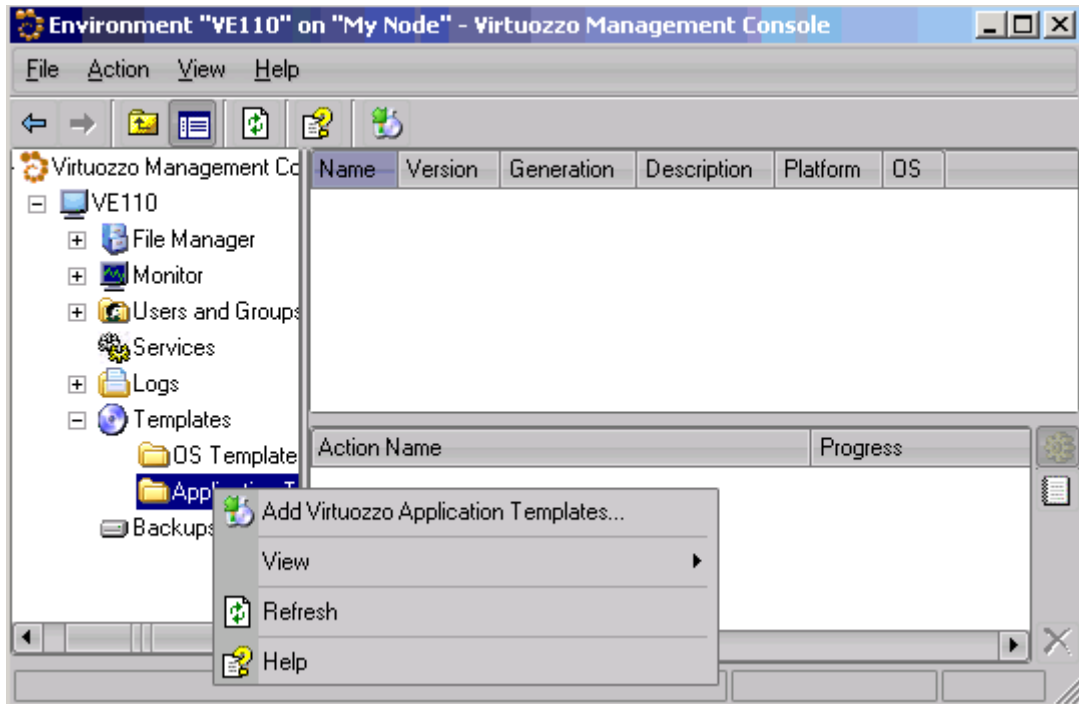 Environment "VE110" on "My Node" - Virtuozzo Management Console
File Action View Help
Virtuozzo Management Co
Name Version Generation Description Platform OS
VE110
File Manager
Monitor
Users and Groups
Services
Logs
Templates
OS Template
Action Name Progress
Backups
Add Virtuozzo Application Templates...
View
Refresh
Help